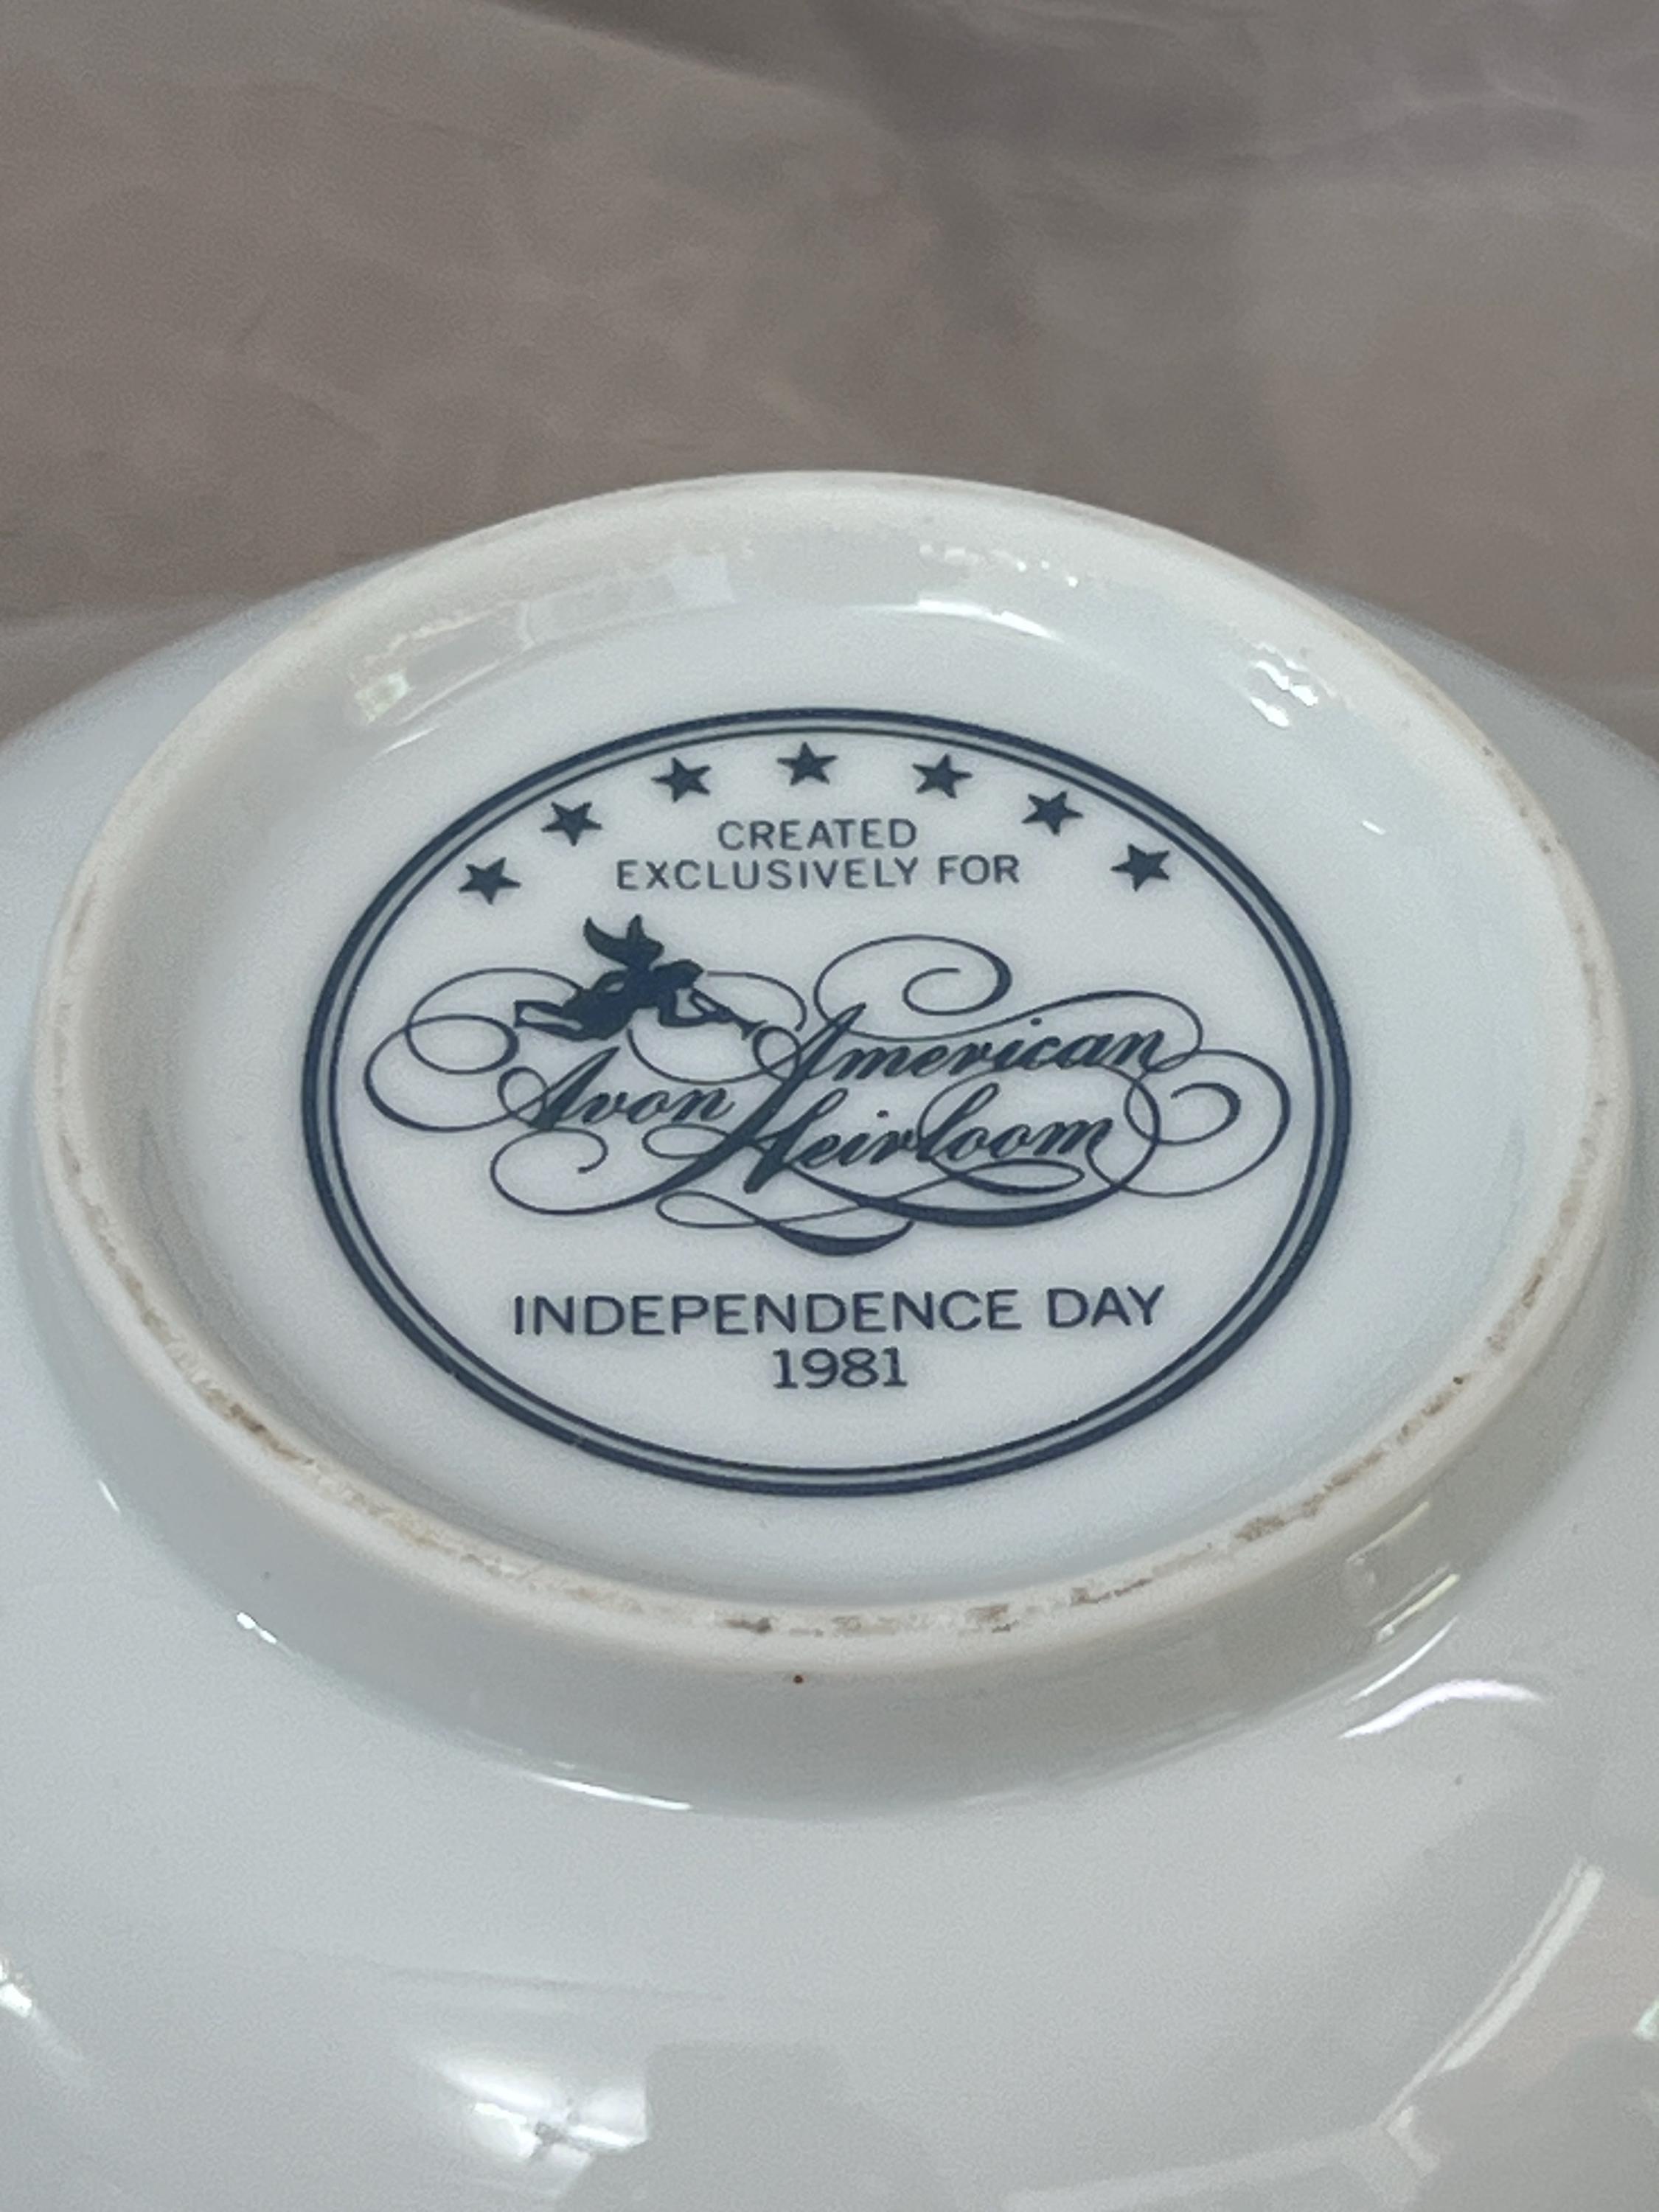 CREATED
EXCLUSIVELY FOR
Avon American
Heirloom
INDEPENDENCE DAY
1981